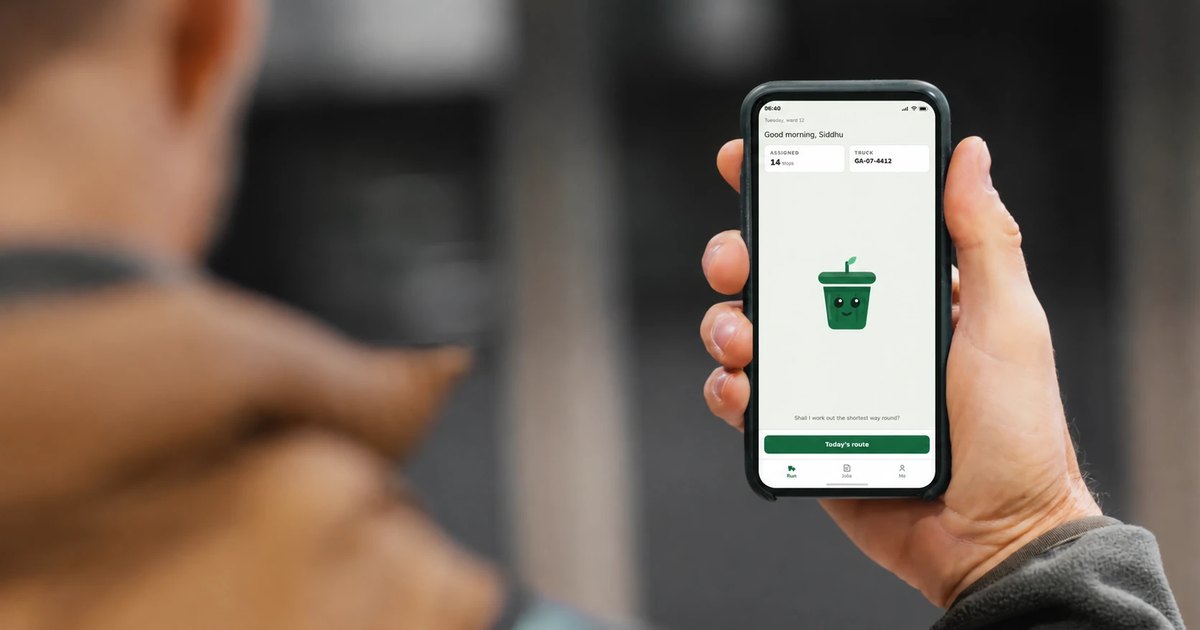 06:40
Tuesday, ward 12
Good morning, Siddhu
ASSIGNED
14 stops
TRUCK
GA-07-4412
Shall I work out the shortest way round?
Today's route
Run
Jobs
Me